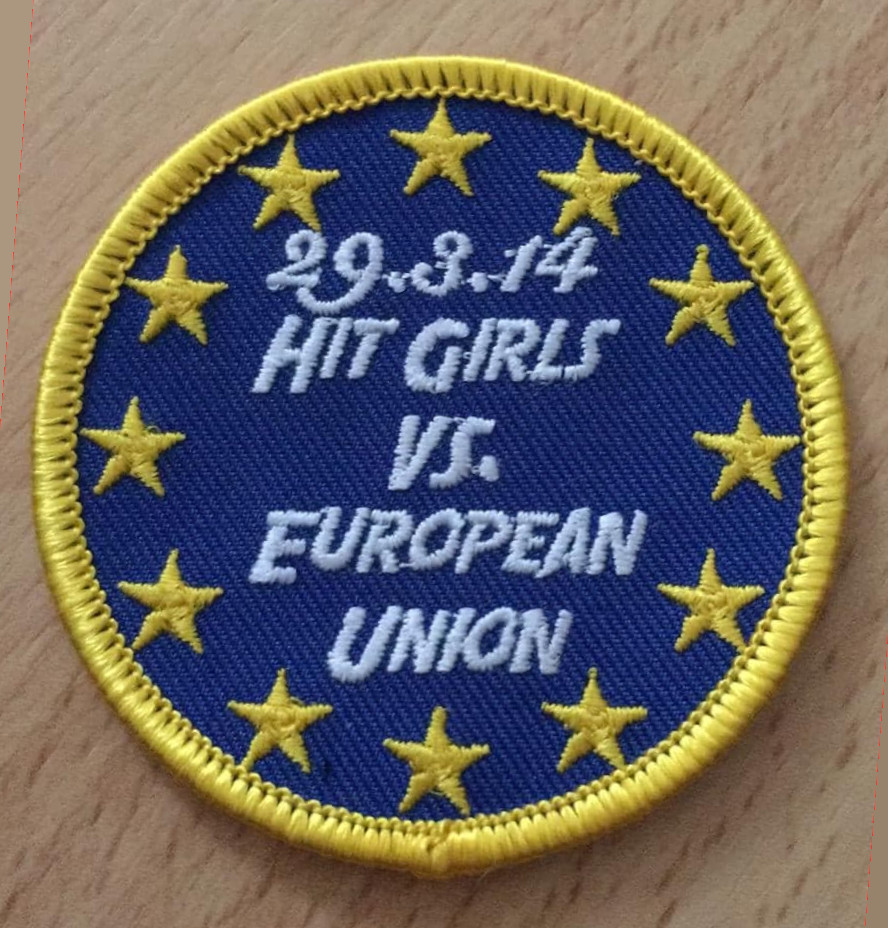 29.3.14
HIT GIRLS
VS.
EUROPEAN
UNION